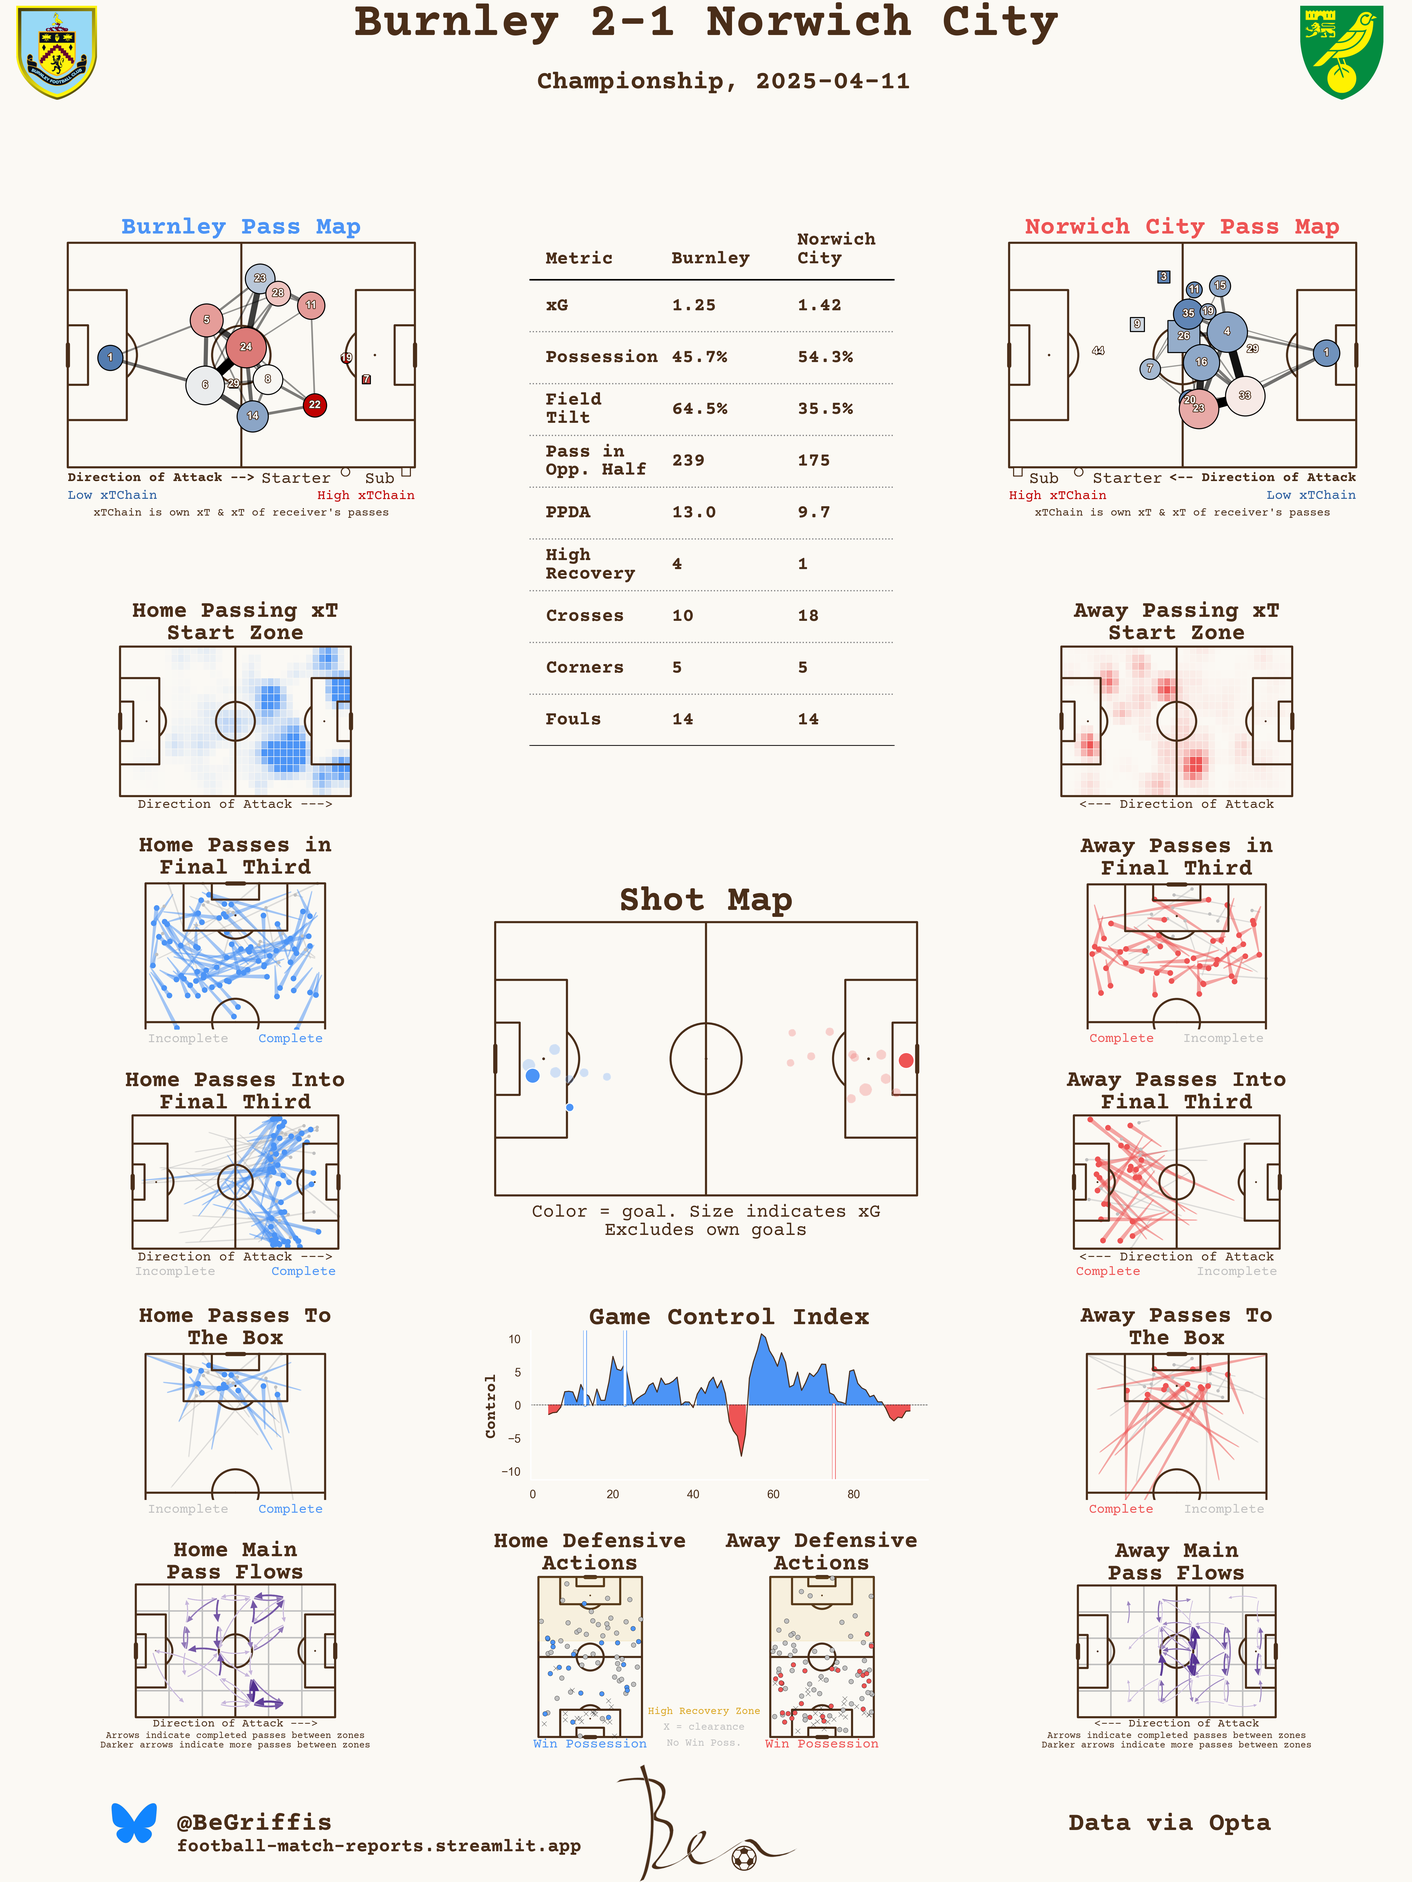 Burnley 2-1 Norwich City
Championship, 2025-04-11
BURNLEY FOOTBALL CLUB
Burnley Pass Map
23
28
11
5
24
1
19
7
6
29
8
22
14
Direction of Attack --> Starter Sub
Low xTChain High xTChain
xTChain is own xT & xT of receiver's passes
Metric Burnley Norwich City
xG 1.25 1.42
Possession 45.7% 54.3%
Field Tilt 64.5% 35.5%
Pass in Opp. Half 239 175
PPDA 13.0 9.7
High Recovery 4 1
Crosses 10 18
Corners 5 5
Fouls 14 14
Norwich City Pass Map
3
11
15
35
19
9
26
4
44
29
1
16
7
20
23
33
Sub Starter <-- Direction of Attack
High xTChain Low xTChain
xTChain is own xT & xT of receiver's passes
Home Passing xT
Start Zone
Direction of Attack --->
Away Passing xT
Start Zone
<--- Direction of Attack
Home Passes in
Final Third
Incomplete Complete
Away Passes in
Final Third
Complete Incomplete
Shot Map
Color = goal. Size indicates xG
Excludes own goals
Home Passes Into
Final Third
Direction of Attack --->
Incomplete Complete
Away Passes Into
Final Third
<--- Direction of Attack
Complete Incomplete
Home Passes To
The Box
Incomplete Complete
Game Control Index
Control
10
5
0
−5
−10
0 20 40 60 80
Away Passes To
The Box
Complete Incomplete
Home Main
Pass Flows
Direction of Attack --->
Arrows indicate completed passes between zones
Darker arrows indicate more passes between zones
Home Defensive
Actions
Win Possession
High Recovery Zone
X = clearance
No Win Poss.
Away Defensive
Actions
Win Possession
Away Main
Pass Flows
<--- Direction of Attack
Arrows indicate completed passes between zones
Darker arrows indicate more passes between zones
@BeGriffis
football-match-reports.streamlit.app
Ben
Data via Opta